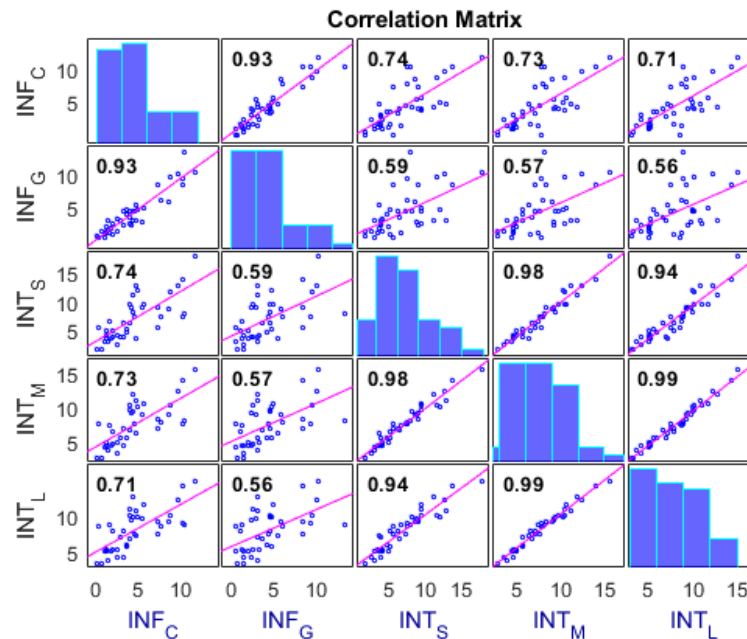 Correlation Matrix
INF_C 10 5 0.93 0.74 0.73 0.71
INF_G 10 5 0.93 0.59 0.57 0.56
INT_S 15 10 5 0.74 0.59 0.98 0.94
INT_M 15 10 5 0.73 0.57 0.98 0.99
INT_L 10 5 0.71 0.56 0.94 0.99
0 5 10 0 5 10 5 10 15 5 10 15 5 10 15
INF_C INF_G INT_S INT_M INT_L